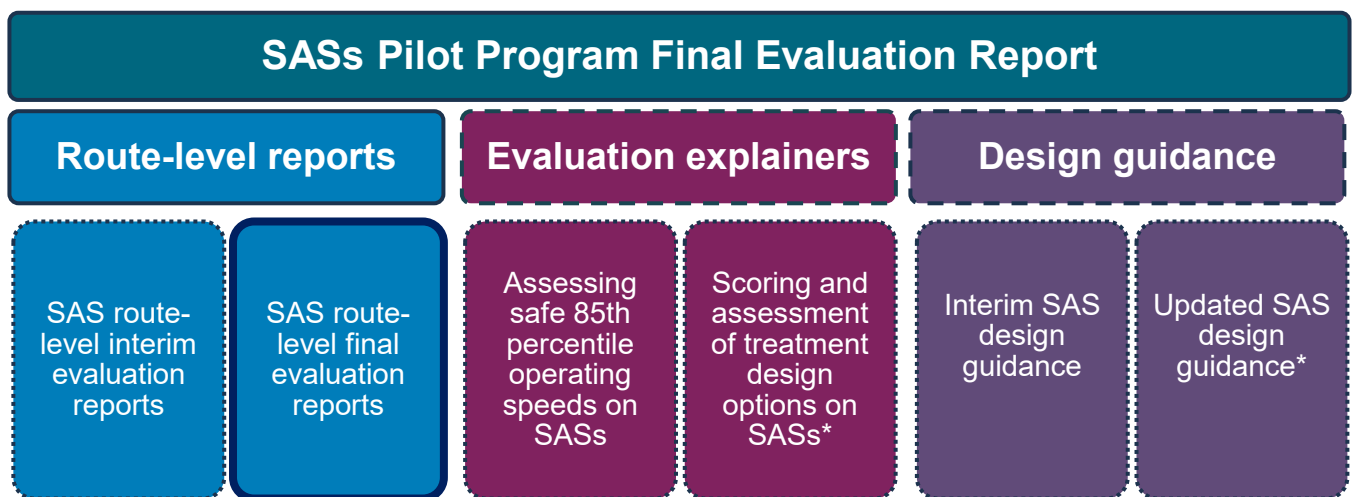 SASs Pilot Program Final Evaluation Report
Route-level reports
Evaluation explainers
Design guidance
SAS route-
level interim
evaluation
reports
SAS route-
level final
evaluation
reports
Assessing
safe 85th
percentile
operating
speeds on
SASs
Scoring and
assessment
of treatment
design
options on
SASs*
Interim SAS
design
guidance
Updated SAS
design
guidance*